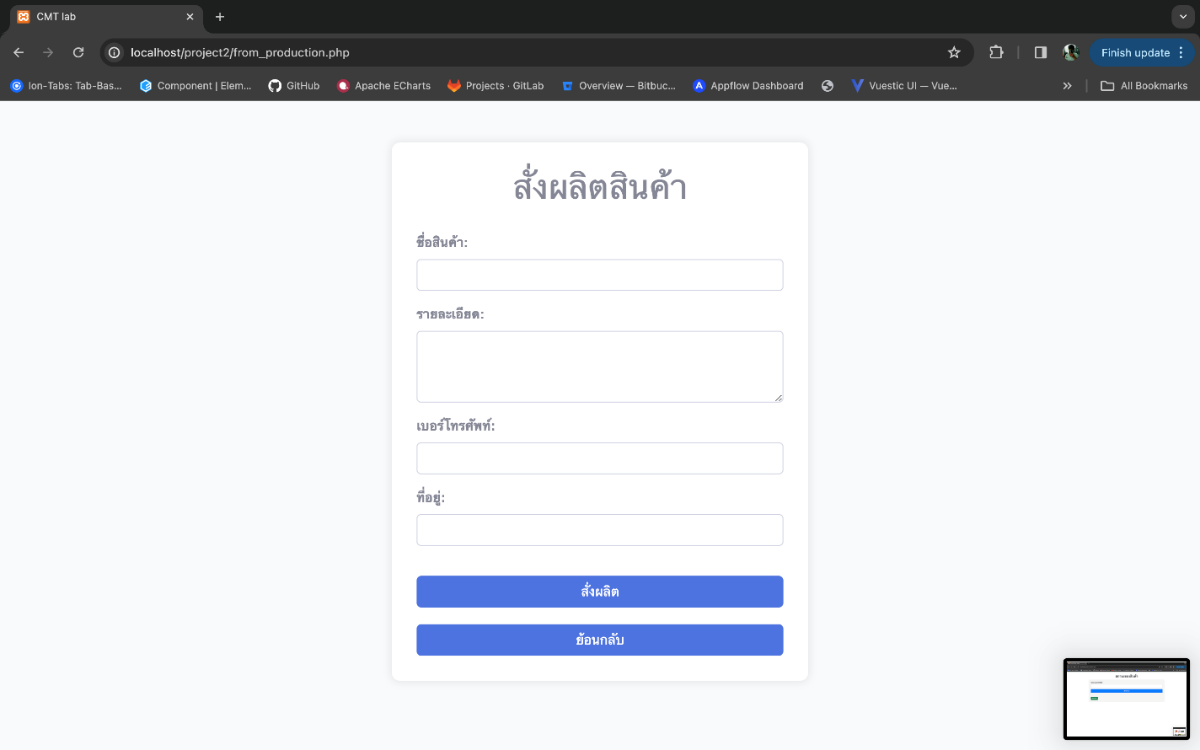 CMT lab
localhost/project2/from_production.php
Finish update
Ion-Tabs: Tab-Bas...
Component | Elem...
GitHub
Apache ECharts
Projects · GitLab
Overview — Bitbuc...
Appflow Dashboard
Vuestic UI — Vue...
All Bookmarks
สั่งผลิตสินค้า
ชื่อสินค้า:
รายละเอียด:
เบอร์โทรศัพท์:
ที่อยู่:
สั่งผลิต
ย้อนกลับ